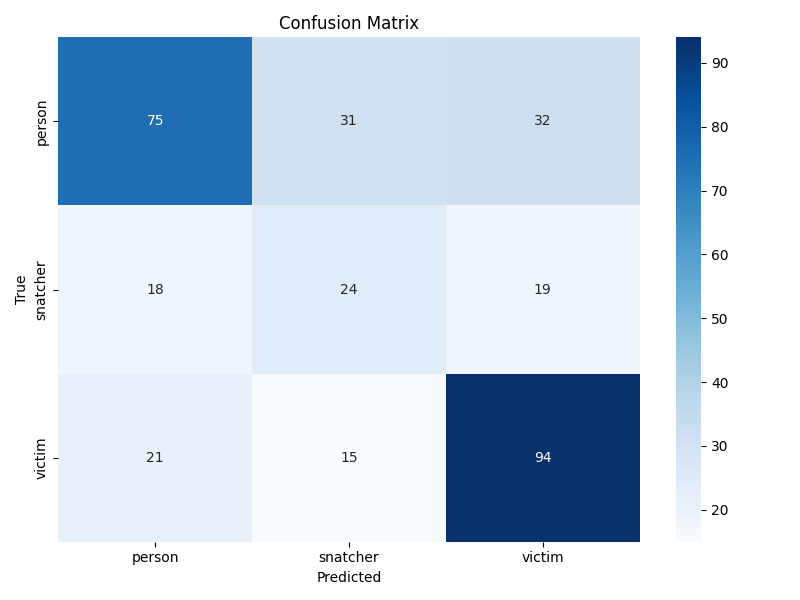 Confusion Matrix
person
75
31
32
90
80
70
True
snatcher
18
24
19
60
50
40
victim
21
15
94
30
20
person
snatcher
victim
Predicted